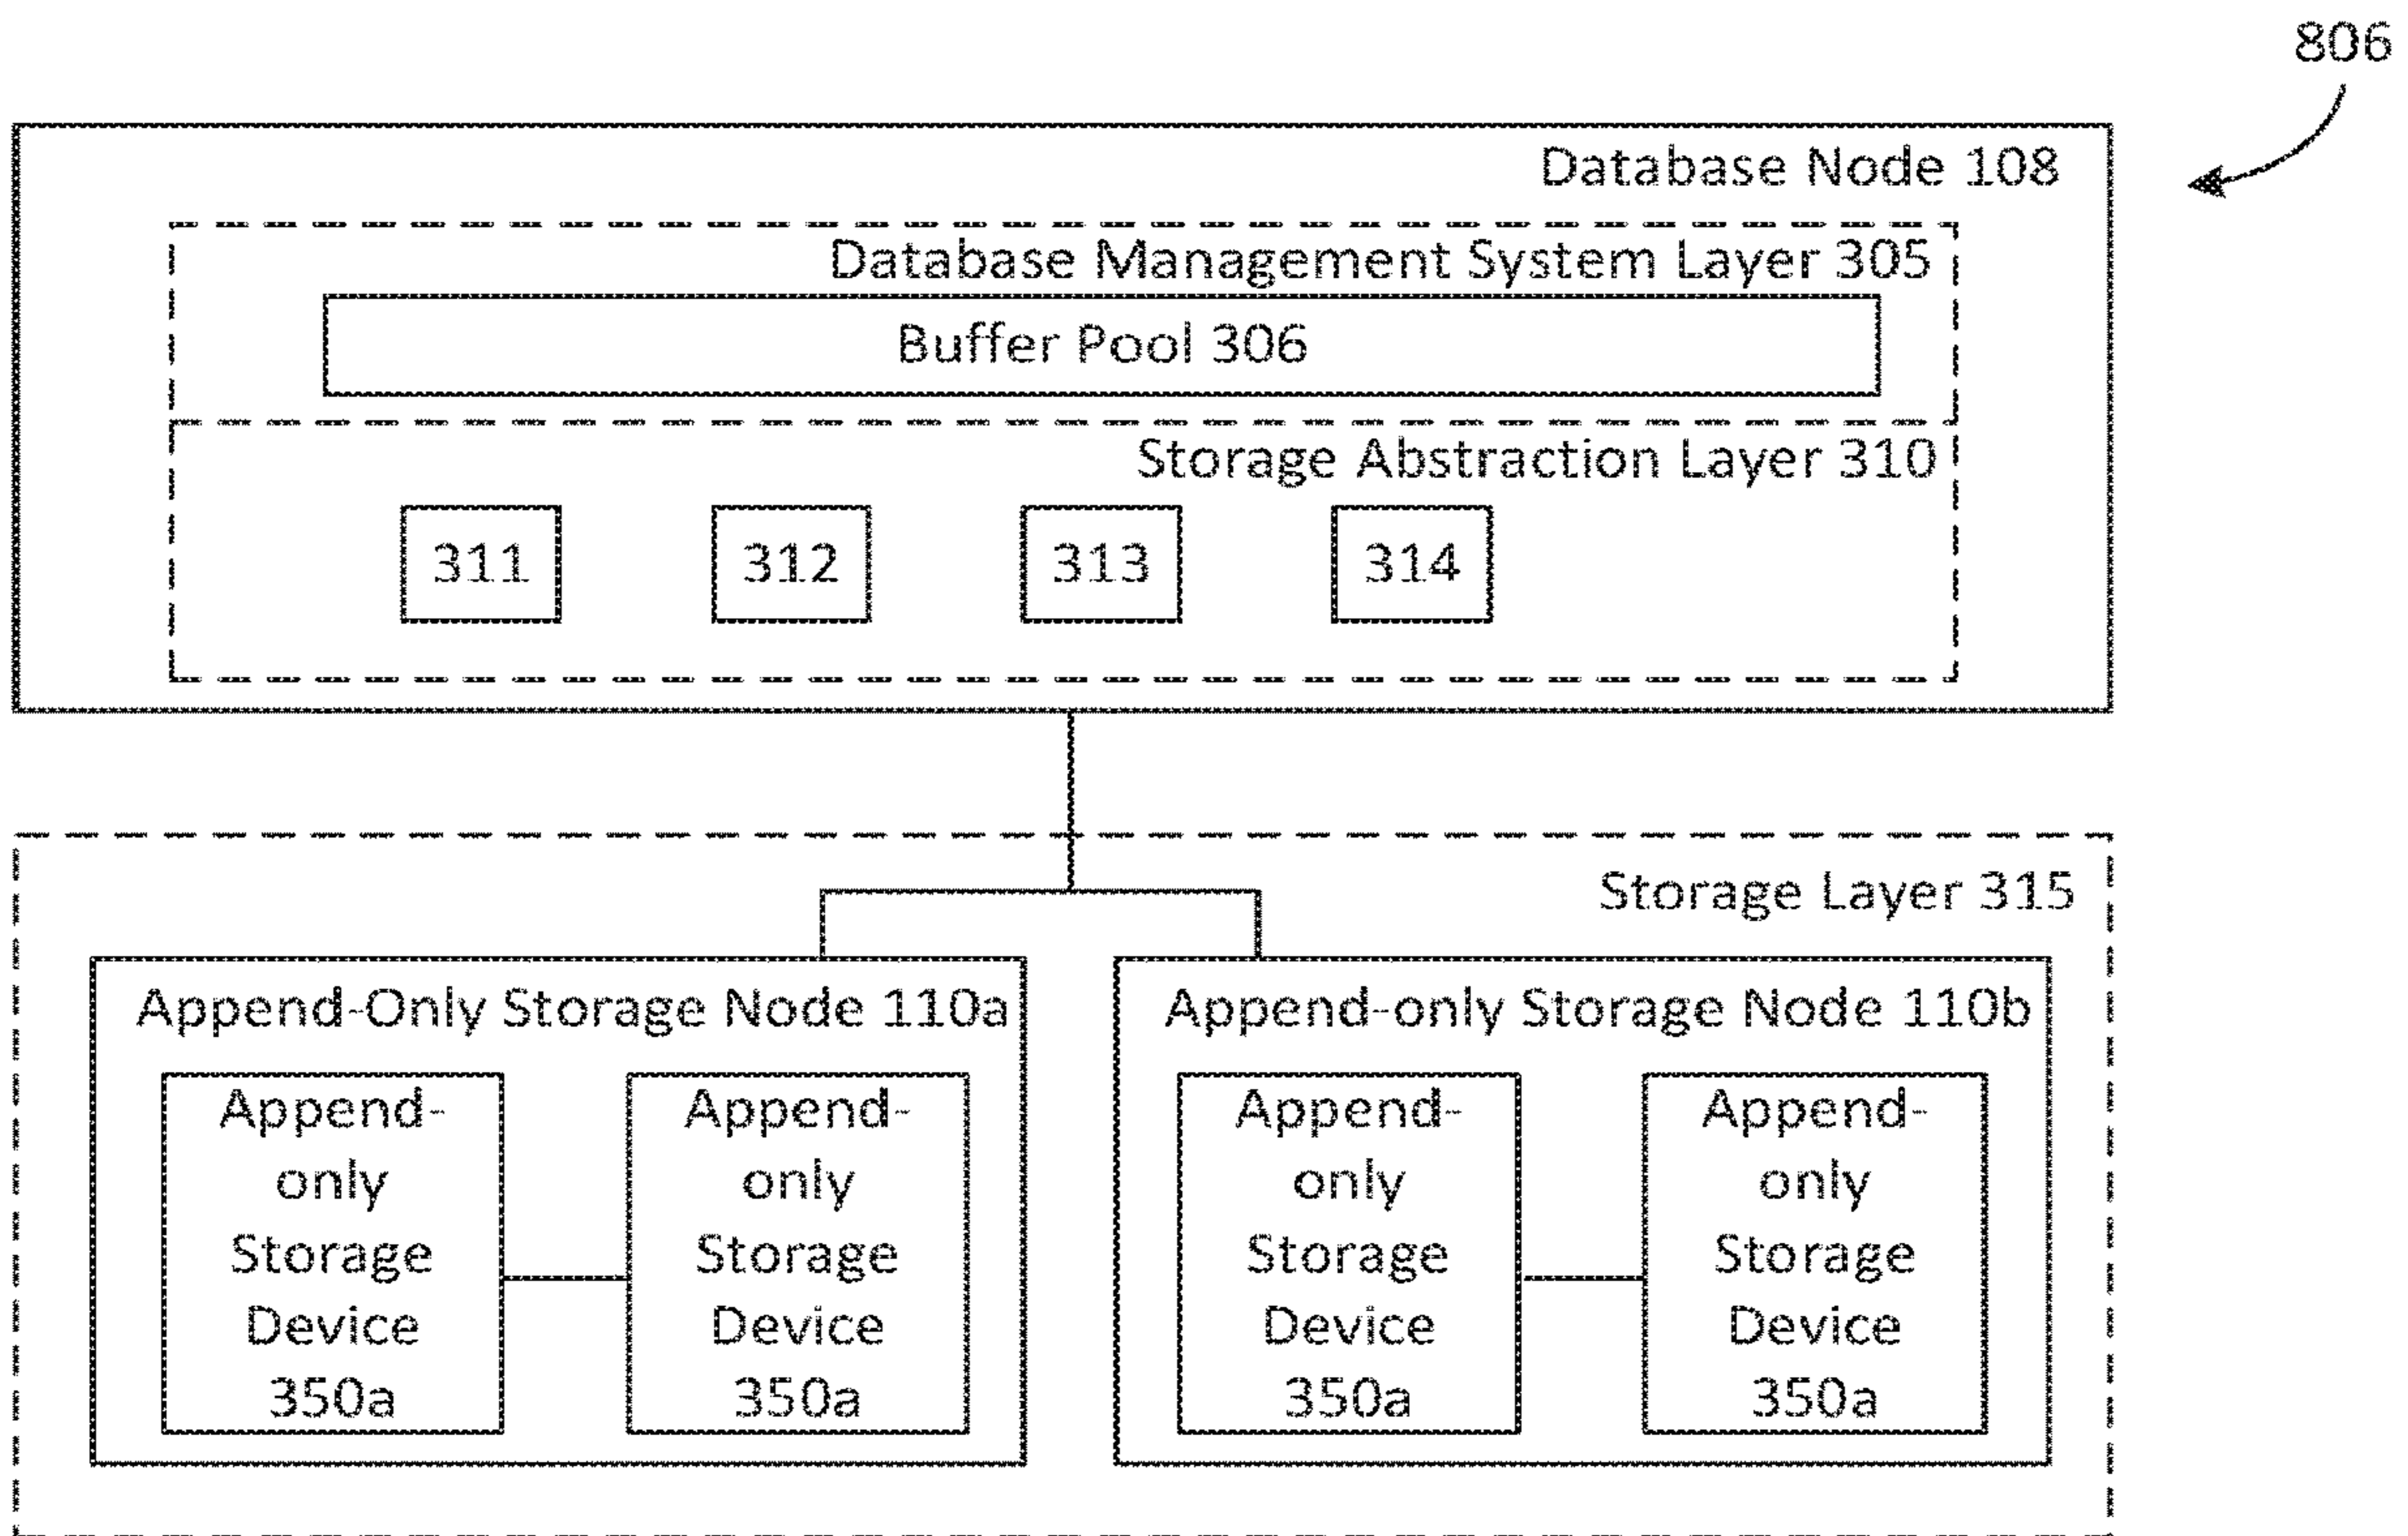 806
Database Node 108
Database Management System Layer 305
Buffer Pool 306
Storage Abstraction Layer 310
311
312
313
314
Storage Layer 315
Append-Only Storage Node 110a
Append-
only
Storage
Device
350a
Append-
only
Storage
Device
350a
Append-only Storage Node 110b
Append-
only
Storage
Device
350a
Append-
only
Storage
Device
350a